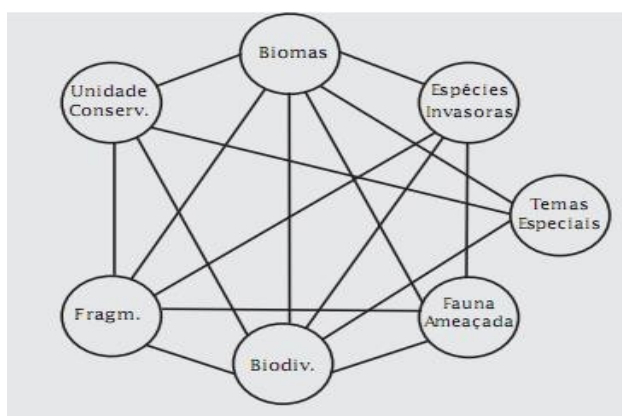 Biomas
Unidade
Conserv.
Espécies
Invasoras
Temas
Especiais
Fragm.
Fauna
Ameaçada
Biodiv.